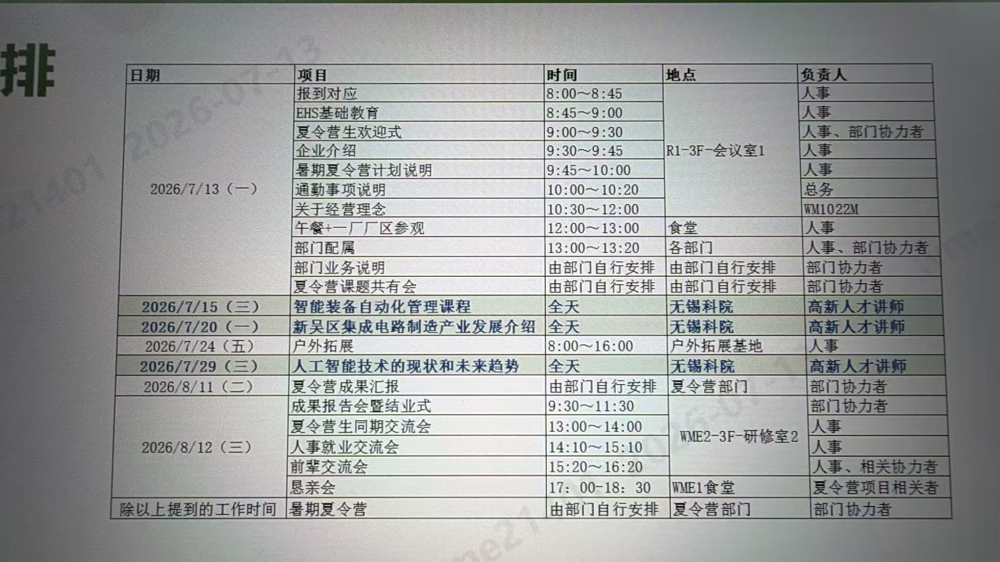 排
日期 项目 时间 地点 负责人
报到对应 8:00～8:45 人事
EHS基础教育 8:45～9:00 人事
夏令营生欢迎式 9:00～9:30 人事、部门协力者
企业介绍 9:30～9:45 R1-3F-会议室1 人事
暑期夏令营计划说明 9:45～10:00 人事
2026/7/13（一） 通勤事项说明 10:00～10:20 总务
关于经营理念 10:30～12:00 WM1022M
午餐+一厂厂区参观 12:00～13:00 食堂 人事
部门配属 13:00～13:20 各部门 人事、部门协力者
部门业务说明 由部门自行安排 由部门自行安排 部门协力者
夏令营课题共有会 由部门自行安排 由部门自行安排 部门协力者
2026/7/15（三） 智能装备自动化管理课程 全天 无锡科院 高新人才讲师
2026/7/20（一） 新吴区集成电路制造产业发展介绍 全天 无锡科院 高新人才讲师
2026/7/24（五） 户外拓展 8:00～16:00 户外拓展基地 人事
2026/7/29（三） 人工智能技术的现状和未来趋势 全天 无锡科院 高新人才讲师
2026/8/11（二） 夏令营成果汇报 由部门自行安排 夏令营部门 部门协力者
成果报告会暨结业式 9:30～11:30 部门协力者
夏令营生同期交流会 13:00～14:00 WME2-3F-研修室2 人事
2026/8/12（三） 人事就业交流会 14:10～15:10 人事
前辈交流会 15:20～16:20 人事、相关协力者
恳亲会 17：00-18：30 WME1食堂 夏令营项目相关者
除以上提到的工作时间 暑期夏令营 由部门自行安排 夏令营部门 部门协力者
21401 2026-07-13